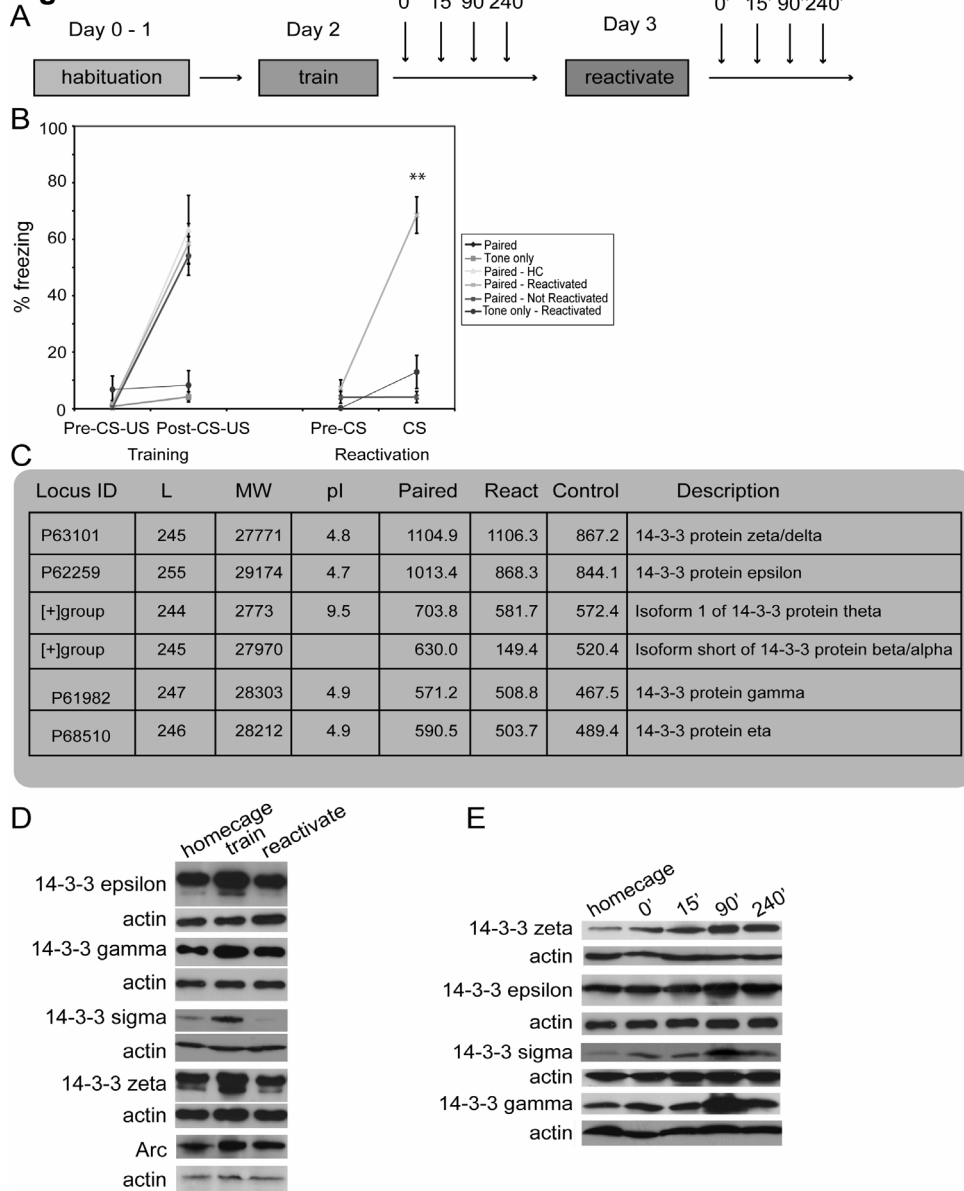 A
Day 0 - 1
Day 2
0' 15' 90' 240'
Day 3
0' 15' 90' 240'
habituation
train
reactivate
B
100
80
60
40
20
0
% freezing
**
Pre-CS-US Post-CS-US Pre-CS CS
Training Reactivation
Paired
Tone only
Paired - HC
Paired - Reactivated
Paired - Not Reactivated
Tone only - Reactivated
C
Locus ID L MW pI Paired React Control Description
P63101 245 27771 4.8 1104.9 1106.3 867.2 14-3-3 protein zeta/delta
P62259 255 29174 4.7 1013.4 868.3 844.1 14-3-3 protein epsilon
[+]group 244 2773 9.5 703.8 581.7 572.4 Isoform 1 of 14-3-3 protein theta
[+]group 245 27970 630.0 149.4 520.4 Isoform short of 14-3-3 protein beta/alpha
P61982 247 28303 4.9 571.2 508.8 467.5 14-3-3 protein gamma
P68510 246 28212 4.9 590.5 503.7 489.4 14-3-3 protein eta
D
homecage train reactivate
14-3-3 epsilon
actin
14-3-3 gamma
actin
14-3-3 sigma
actin
14-3-3 zeta
actin
Arc
actin
E
homecage 0' 15' 90' 240'
14-3-3 zeta
actin
14-3-3 epsilon
actin
14-3-3 sigma
actin
14-3-3 gamma
actin